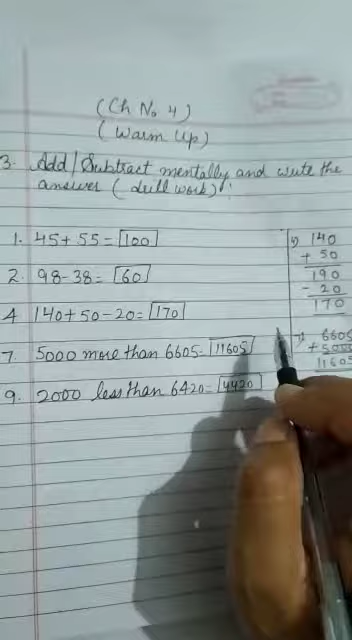 (Ch No. 4)
(Warm Up)
3. Add/Subtract mentally and write the
answer (drill work):
1. 45+55=100
2. 98-38=60
4 140+50-20=170
7. 5000 more than 6605=11605
9. 2000 less than 6420=4420
140
+ 50
190
- 20
170
6605
+5000
11605